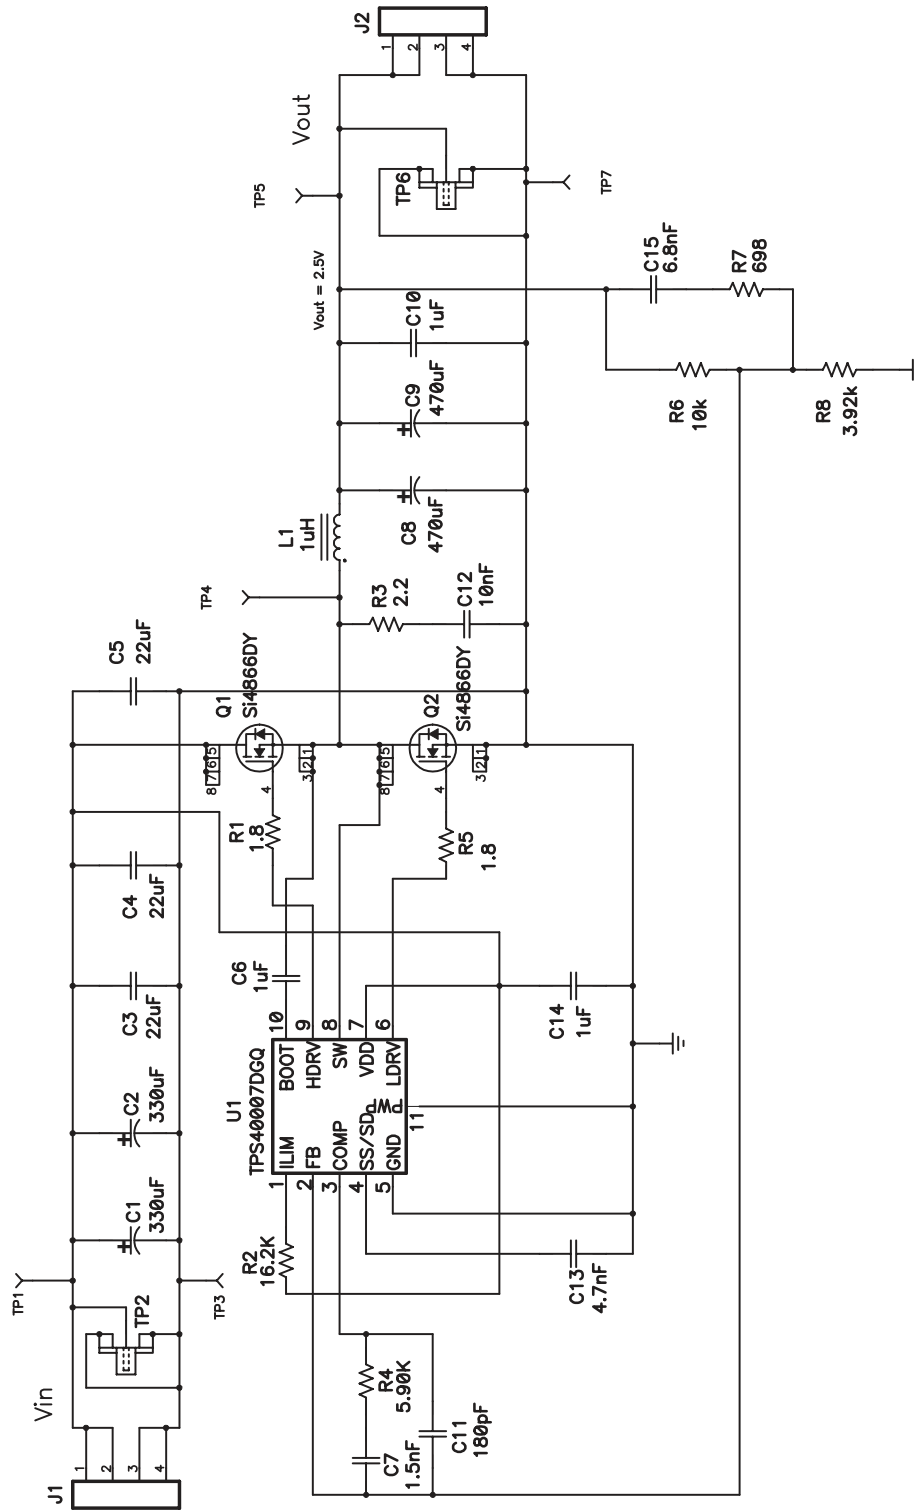 J1
1
2
3
4
Vin
TP1
TP2
TP3
C1
330uF
C2
330uF
C3
22uF
C4
22uF
C5
22uF
R2
16.2K
U1
TPS40007DGQ
1
ILIM
2
FB
3
COMP
4
SS/SD
5
GND
10
BOOT
9
HDRV
8
SW
7
VDD
6
LDRV
PWP
11
C6
1uF
R1
1.8
Q1
Si4866DY
8 7 6 5
4
3 2 1
R5
1.8
Q2
Si4866DY
8 7 6 5
4
3 2 1
C7
1.5nF
R4
5.90K
C11
180pF
C13
4.7nF
C14
1uF
TP4
R3
2.2
C12
10nF
L1
1uH
C8
470uF
C9
470uF
C10
1uF
Vout = 2.5V
TP5
Vout
TP6
TP7
J2
1
2
3
4
R6
10k
C15
6.8nF
R7
698
R8
3.92k